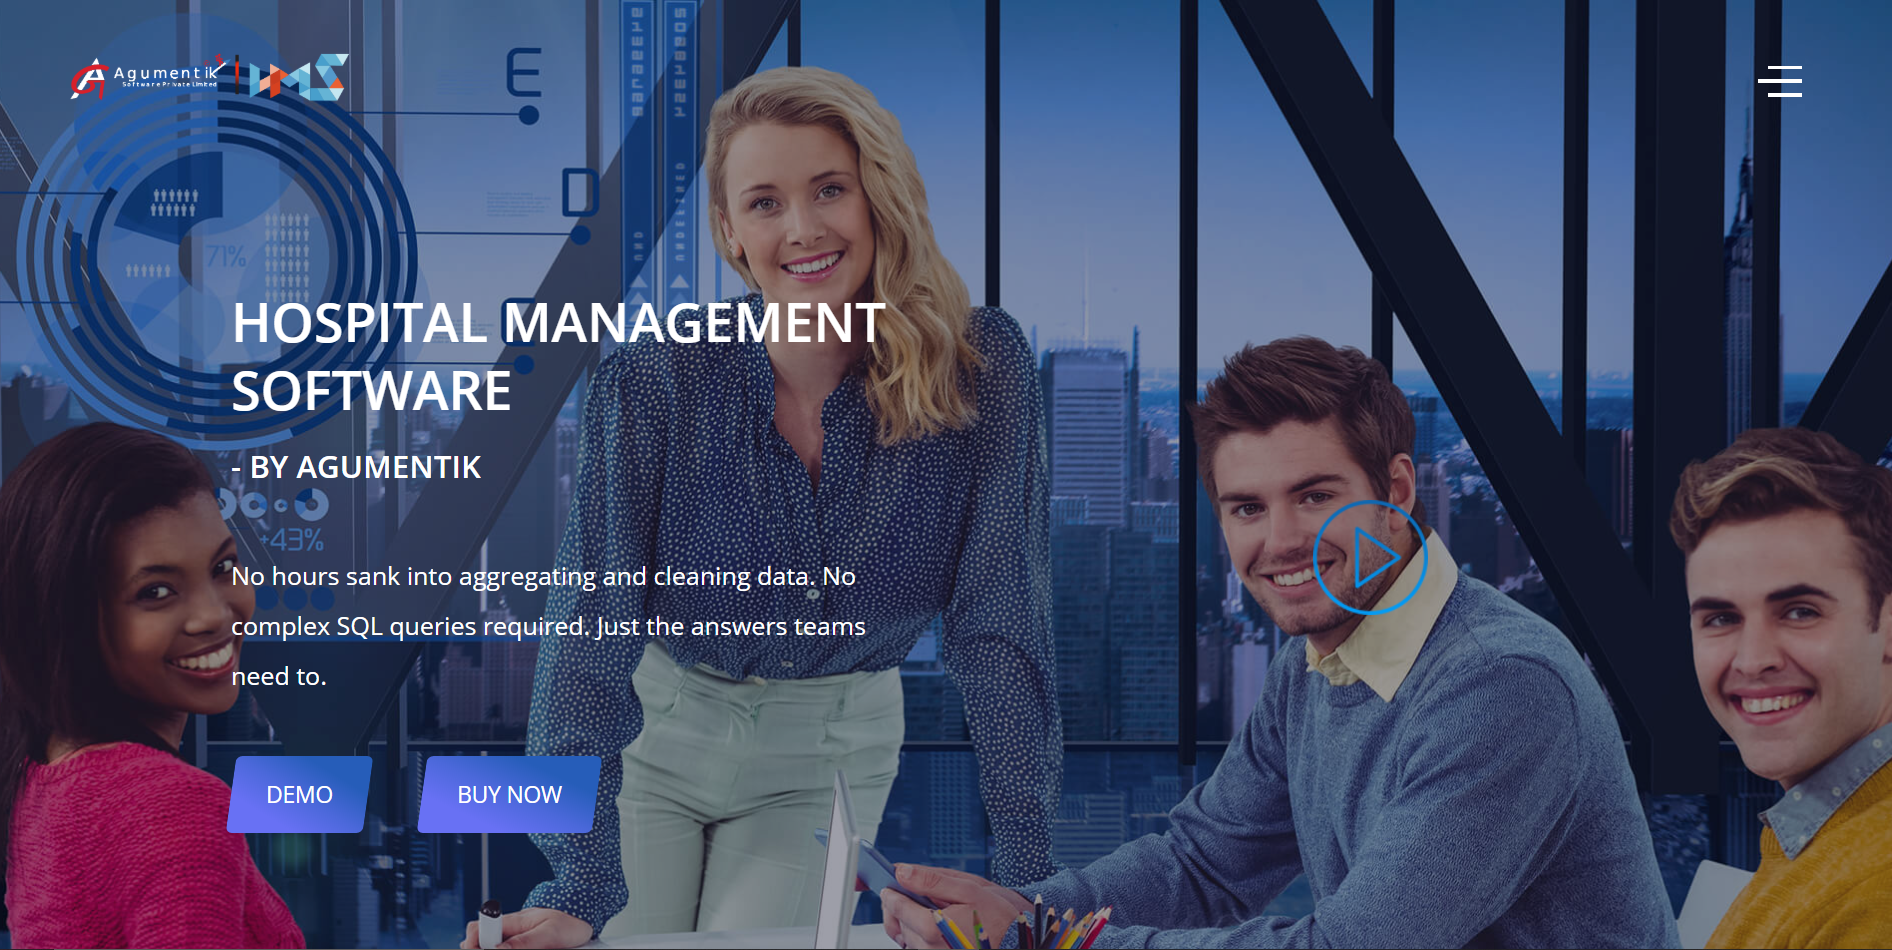 Agumentik
Software Private Limited
HMS
E
D
C
71%
HOSPITAL MANAGEMENT
SOFTWARE
- BY AGUMENTIK
+43%
No hours sank into aggregating and cleaning data. No
complex SQL queries required. Just the answers teams
need to.
DEMO
BUY NOW